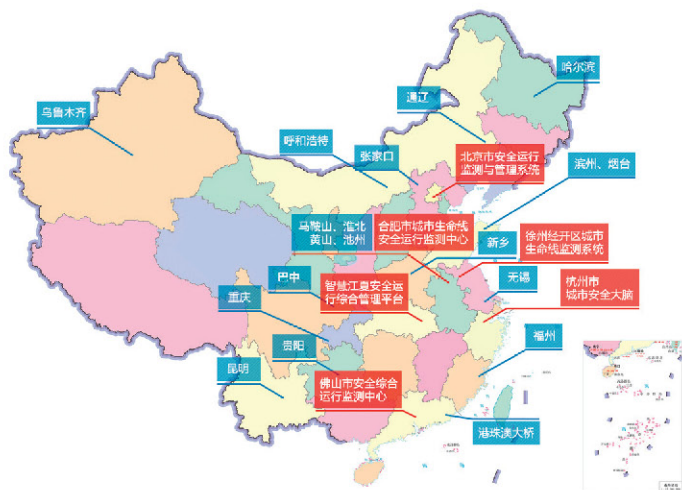 哈尔滨
通辽
乌鲁木齐
呼和浩特
张家口
北京市安全运行
监测与管理系统
滨州、烟台
马鞍山、淮北
黄山、池州
合肥市城市生命线
安全运行监测中心
新乡
徐州经开区城市
生命线监测系统
巴中
智慧江夏安全运
行综合管理平台
无锡
杭州市
城市安全大脑
重庆
贵阳
福州
昆明
佛山市安全综合
运行监测中心
港珠澳大桥